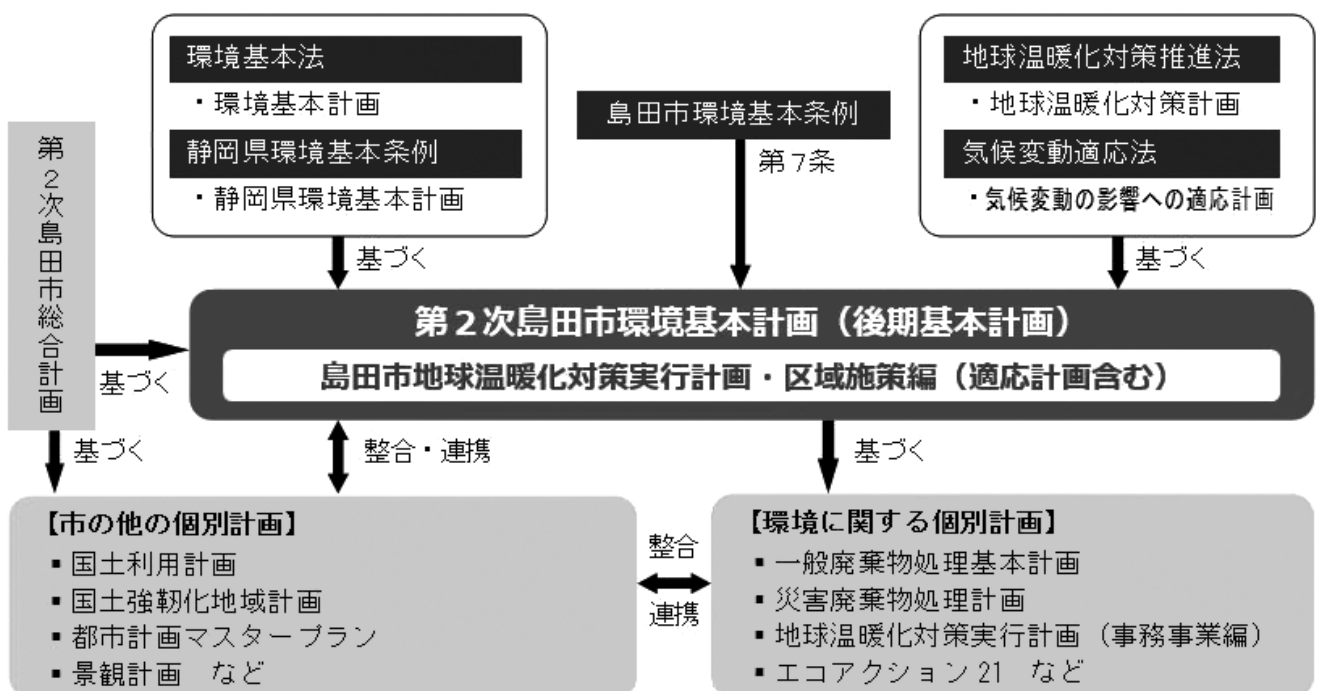 環境基本法
・環境基本計画
静岡県環境基本条例
・静岡県環境基本計画
基づく
島田市環境基本条例
第7条
地球温暖化対策推進法
・地球温暖化対策計画
気候変動適応法
・気候変動の影響への適応計画
基づく
第2次島田市総合計画
基づく
基づく
第2次島田市環境基本計画（後期基本計画）
島田市地球温暖化対策実行計画・区域施策編（適応計画含む）
整合・連携
基づく
【市の他の個別計画】
▪国土利用計画
▪国土強靱化地域計画
▪都市計画マスタープラン
▪景観計画　など
整合
連携
【環境に関する個別計画】
▪一般廃棄物処理基本計画
▪災害廃棄物処理計画
▪地球温暖化対策実行計画（事務事業編）
▪エコアクション21　など